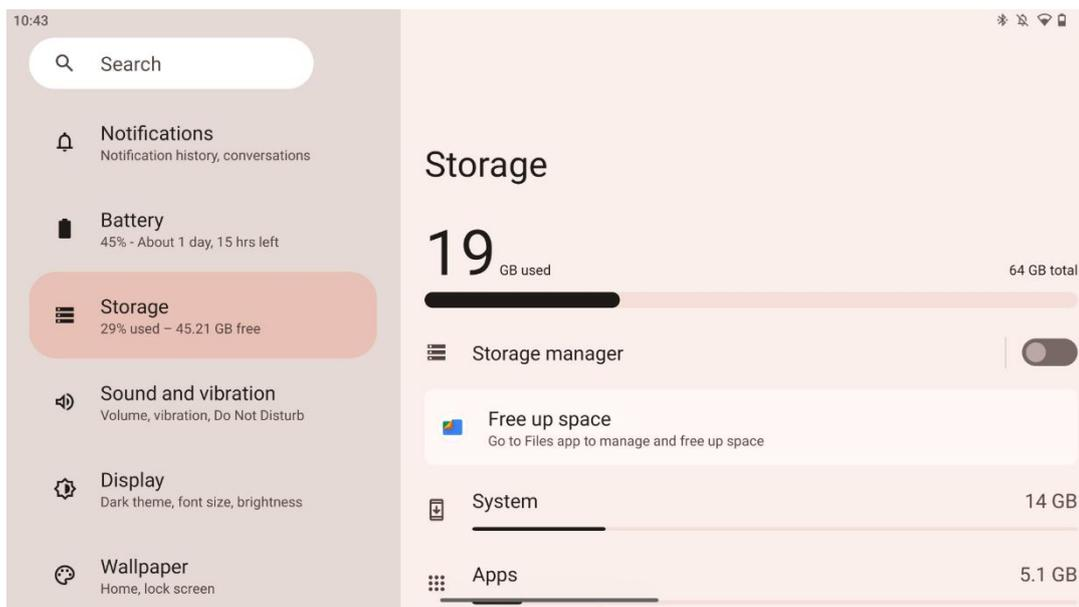 10:43
Search
Notifications
Notification history, conversations
Battery
45% - About 1 day, 15 hrs left
Storage
29% used – 45.21 GB free
Sound and vibration
Volume, vibration, Do Not Disturb
Display
Dark theme, font size, brightness
Wallpaper
Home, lock screen
Storage
19 GB used
64 GB total
Storage manager
Free up space
Go to Files app to manage and free up space
System
14 GB
Apps
5.1 GB